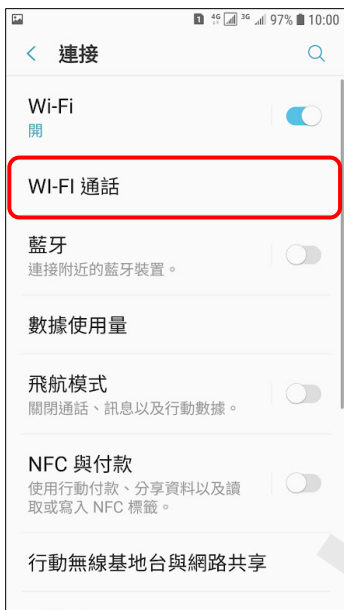 1 4G 3G 97% 10:00
連接
Wi-Fi
開
WI-FI 通話
藍牙
連接附近的藍牙裝置。
數據使用量
飛航模式
關閉通話、訊息以及行動數據。
NFC 與付款
使用行動付款、分享資料以及讀
取或寫入 NFC 標籤。
行動無線基地台與網路共享